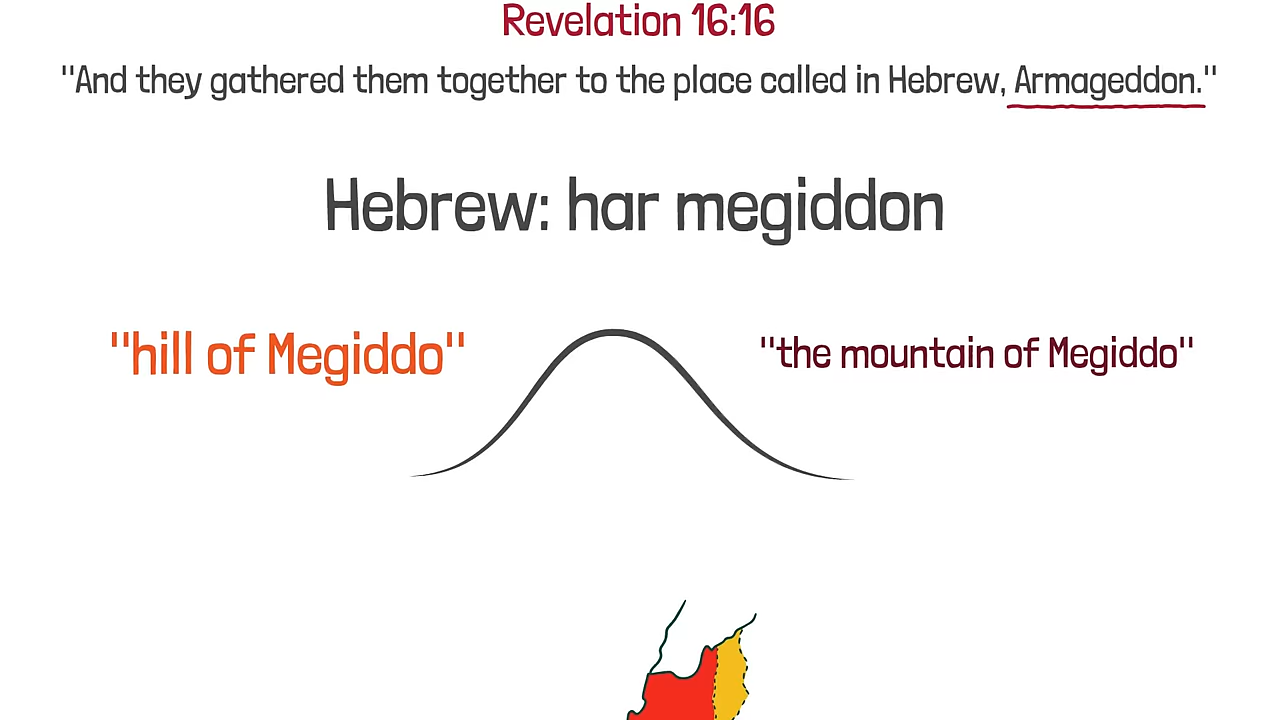 Revelation 16:16
"And they gathered them together to the place called in Hebrew, Armageddon."
Hebrew: har megiddon
"hill of Megiddo"
"the mountain of Megiddo"